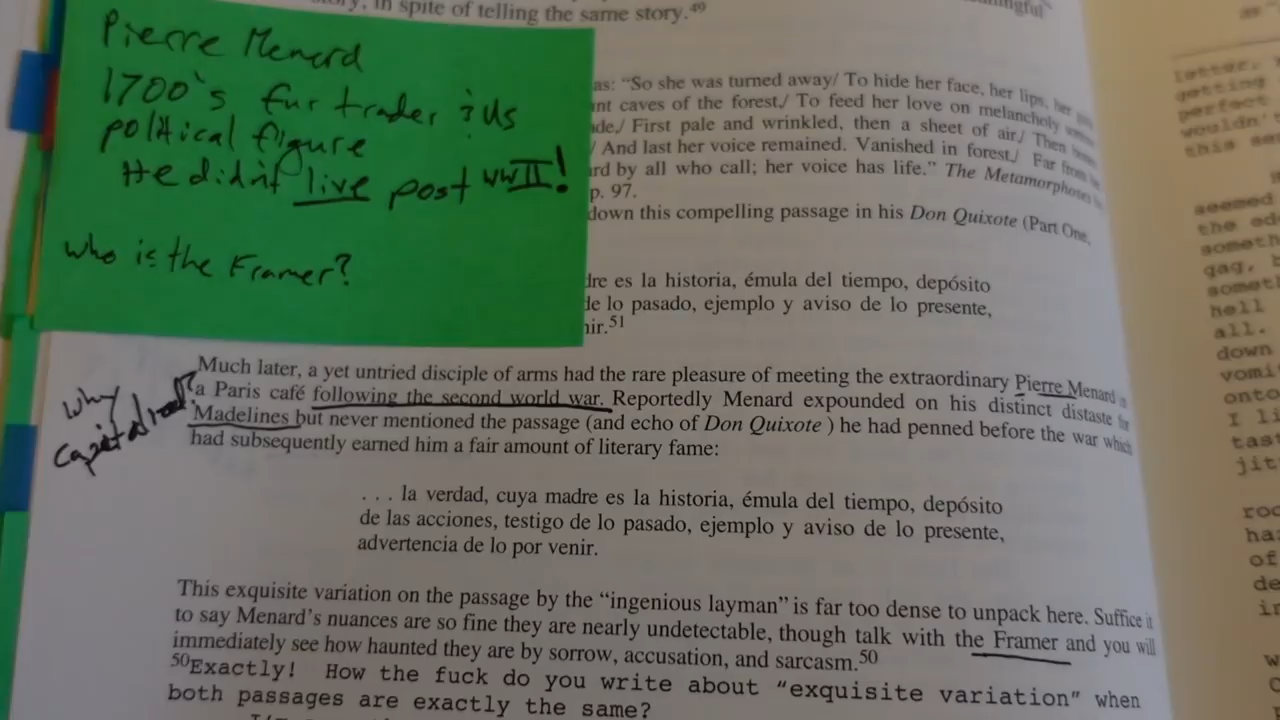 in spite of telling the same story.49
Pierre Menard
1700's fur trader & US
political figure
He didn't live post WWII!
Who is the Framer?
as: “So she was turned away/ To hide her face, her lips, her
nt caves of the forest,/ To feed her love on melancholy
de./ First pale and wrinkled, then a sheet of air,/ Then
/ And last her voice remained. Vanished in forest,/ Far from
rd by all who call; her voice has life.” The Metamorphoses
p. 97.
down this compelling passage in his Don Quixote (Part One,
dre es la historia, émula del tiempo, depósito
de lo pasado, ejemplo y aviso de lo presente,
nir.51
Much later, a yet untried disciple of arms had the rare pleasure of meeting the extraordinary Pierre Menard
a Paris café following the second world war. Reportedly Menard expounded on his distinct distaste for
Madelines but never mentioned the passage (and echo of Don Quixote ) he had penned before the war which
had subsequently earned him a fair amount of literary fame:
Why
capitalized?
. . . la verdad, cuya madre es la historia, émula del tiempo, depósito
de las acciones, testigo de lo pasado, ejemplo y aviso de lo presente,
advertencia de lo por venir.
This exquisite variation on the passage by the “ingenious layman” is far too dense to unpack here. Suffice it
to say Menard’s nuances are so fine they are nearly undetectable, though talk with the Framer and you will
immediately see how haunted they are by sorrow, accusation, and sarcasm.50
50Exactly! How the fuck do you write about “exquisite variation” when
both passages are exactly the same?
letter,
getting
perfect
wouldn't
this
seemed
the
gag,
hell
all.
down
onto
I